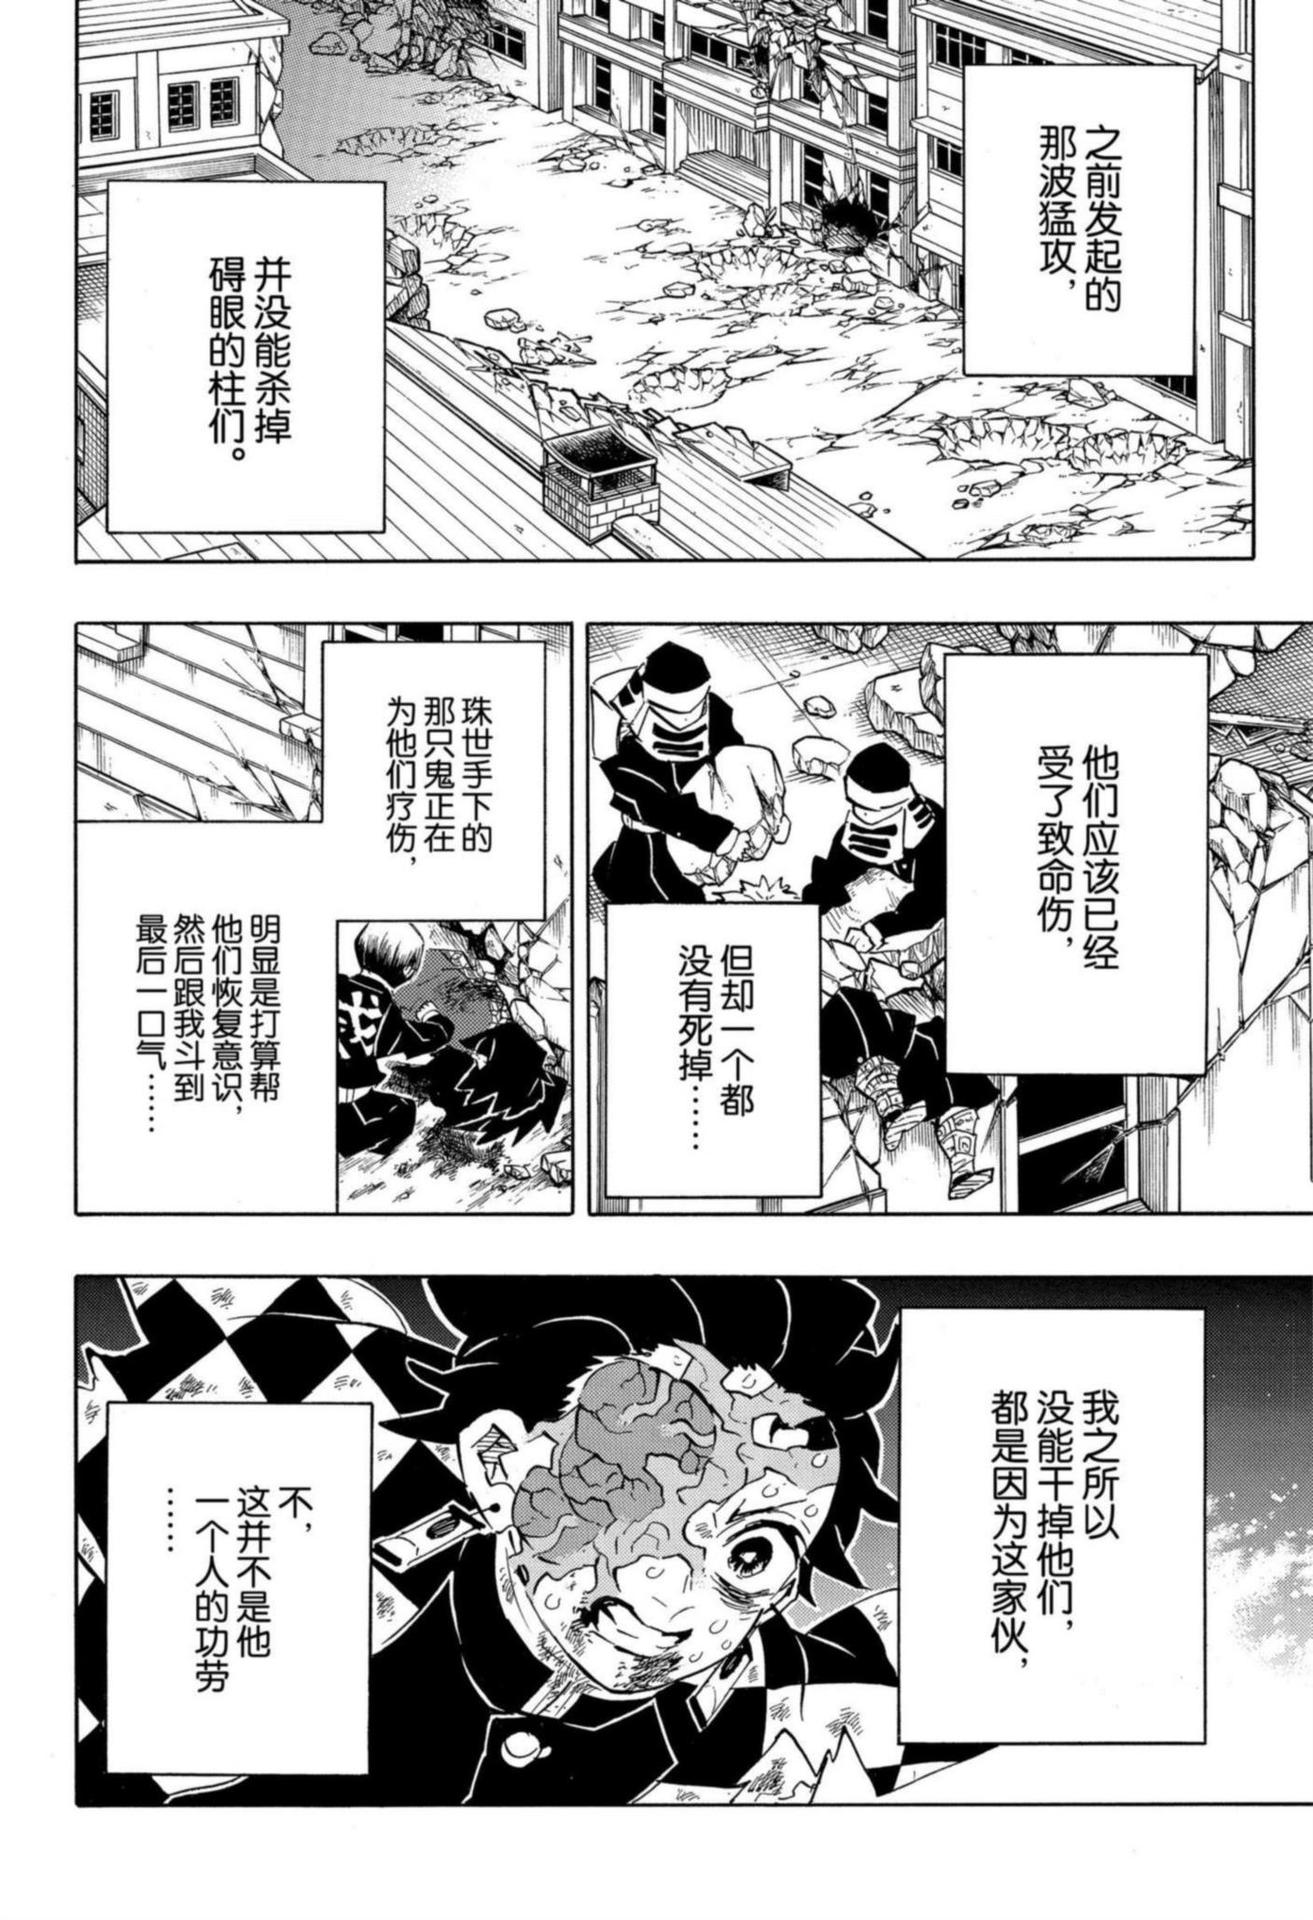 之前发起的
那波猛攻，
并没能杀掉
碍眼的柱们。
他们应该已经
受了致命伤，
但却一个都
没有死掉……
珠世手下的
那只鬼正在
为他们疗伤，
明显是打算帮
他们恢复意识，
然后跟我斗到
最后一口气……
我之所以
没能干掉他们，
都是因为这家伙，
不，
这并不是他
一个人的功劳
……